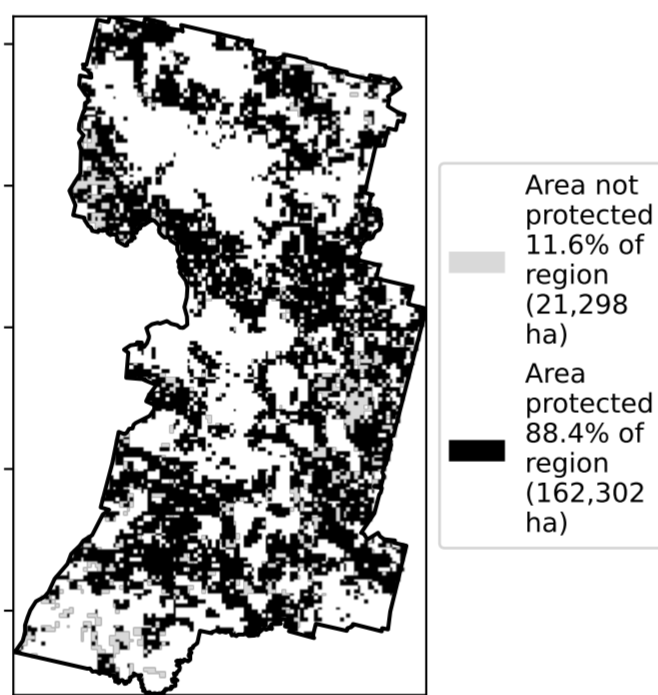 Area not
protected
11.6% of
region
(21,298
ha)
Area
protected
88.4% of
region
(162,302
ha)